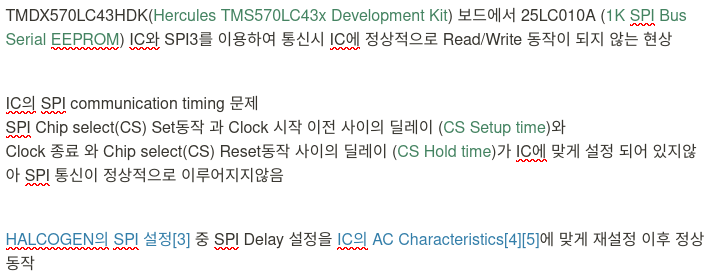 TMDX570LC43HDK(Hercules TMS570LC43x Development Kit) 보드에서 25LC010A (1K SPI Bus
Serial EEPROM) IC와 SPI3를 이용하여 통신시 IC에 정상적으로 Read/Write 동작이 되지 않는 현상
IC의 SPI communication timing 문제
SPI Chip select(CS) Set동작 과 Clock 시작 이전 사이의 딜레이 (CS Setup time)와
Clock 종료 와 Chip select(CS) Reset동작 사이의 딜레이 (CS Hold time)가 IC에 맞게 설정 되어 있지않
아 SPI 통신이 정상적으로 이루어지지않음
HALCOGEN의 SPI 설정[3] 중 SPI Delay 설정을 IC의 AC Characteristics[4][5]에 맞게 재설정 이후 정상
동작